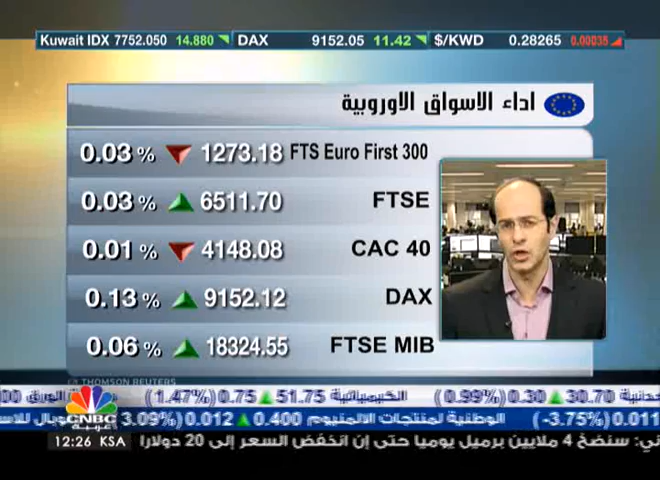 Kuwait IDX 7752.050 14.880 DAX 9152.05 11.42 $/KWD 0.28265 0.00035
اداء الاسواق الاوروبية
0.03 % 1273.18 FTS Euro First 300
0.03 % 6511.70 FTSE
0.01 % 4148.08 CAC 40
0.13 % 9152.12 DAX
0.06 % 18324.55 FTSE MIB
THOMSON REUTERS
30.70 0.30 (0.99%) الكيميائية 51.75 0.75 (1.47%) الورق
0.011 (-3.75%) الوطنية لمنتجات الالمنيوم 0.400 0.012 3.09%)
CNBC
عربية
12:26 KSA
سنضخ 4 ملايين برميل يوميا حتى إن انخفض السعر إلى 20 دولارا